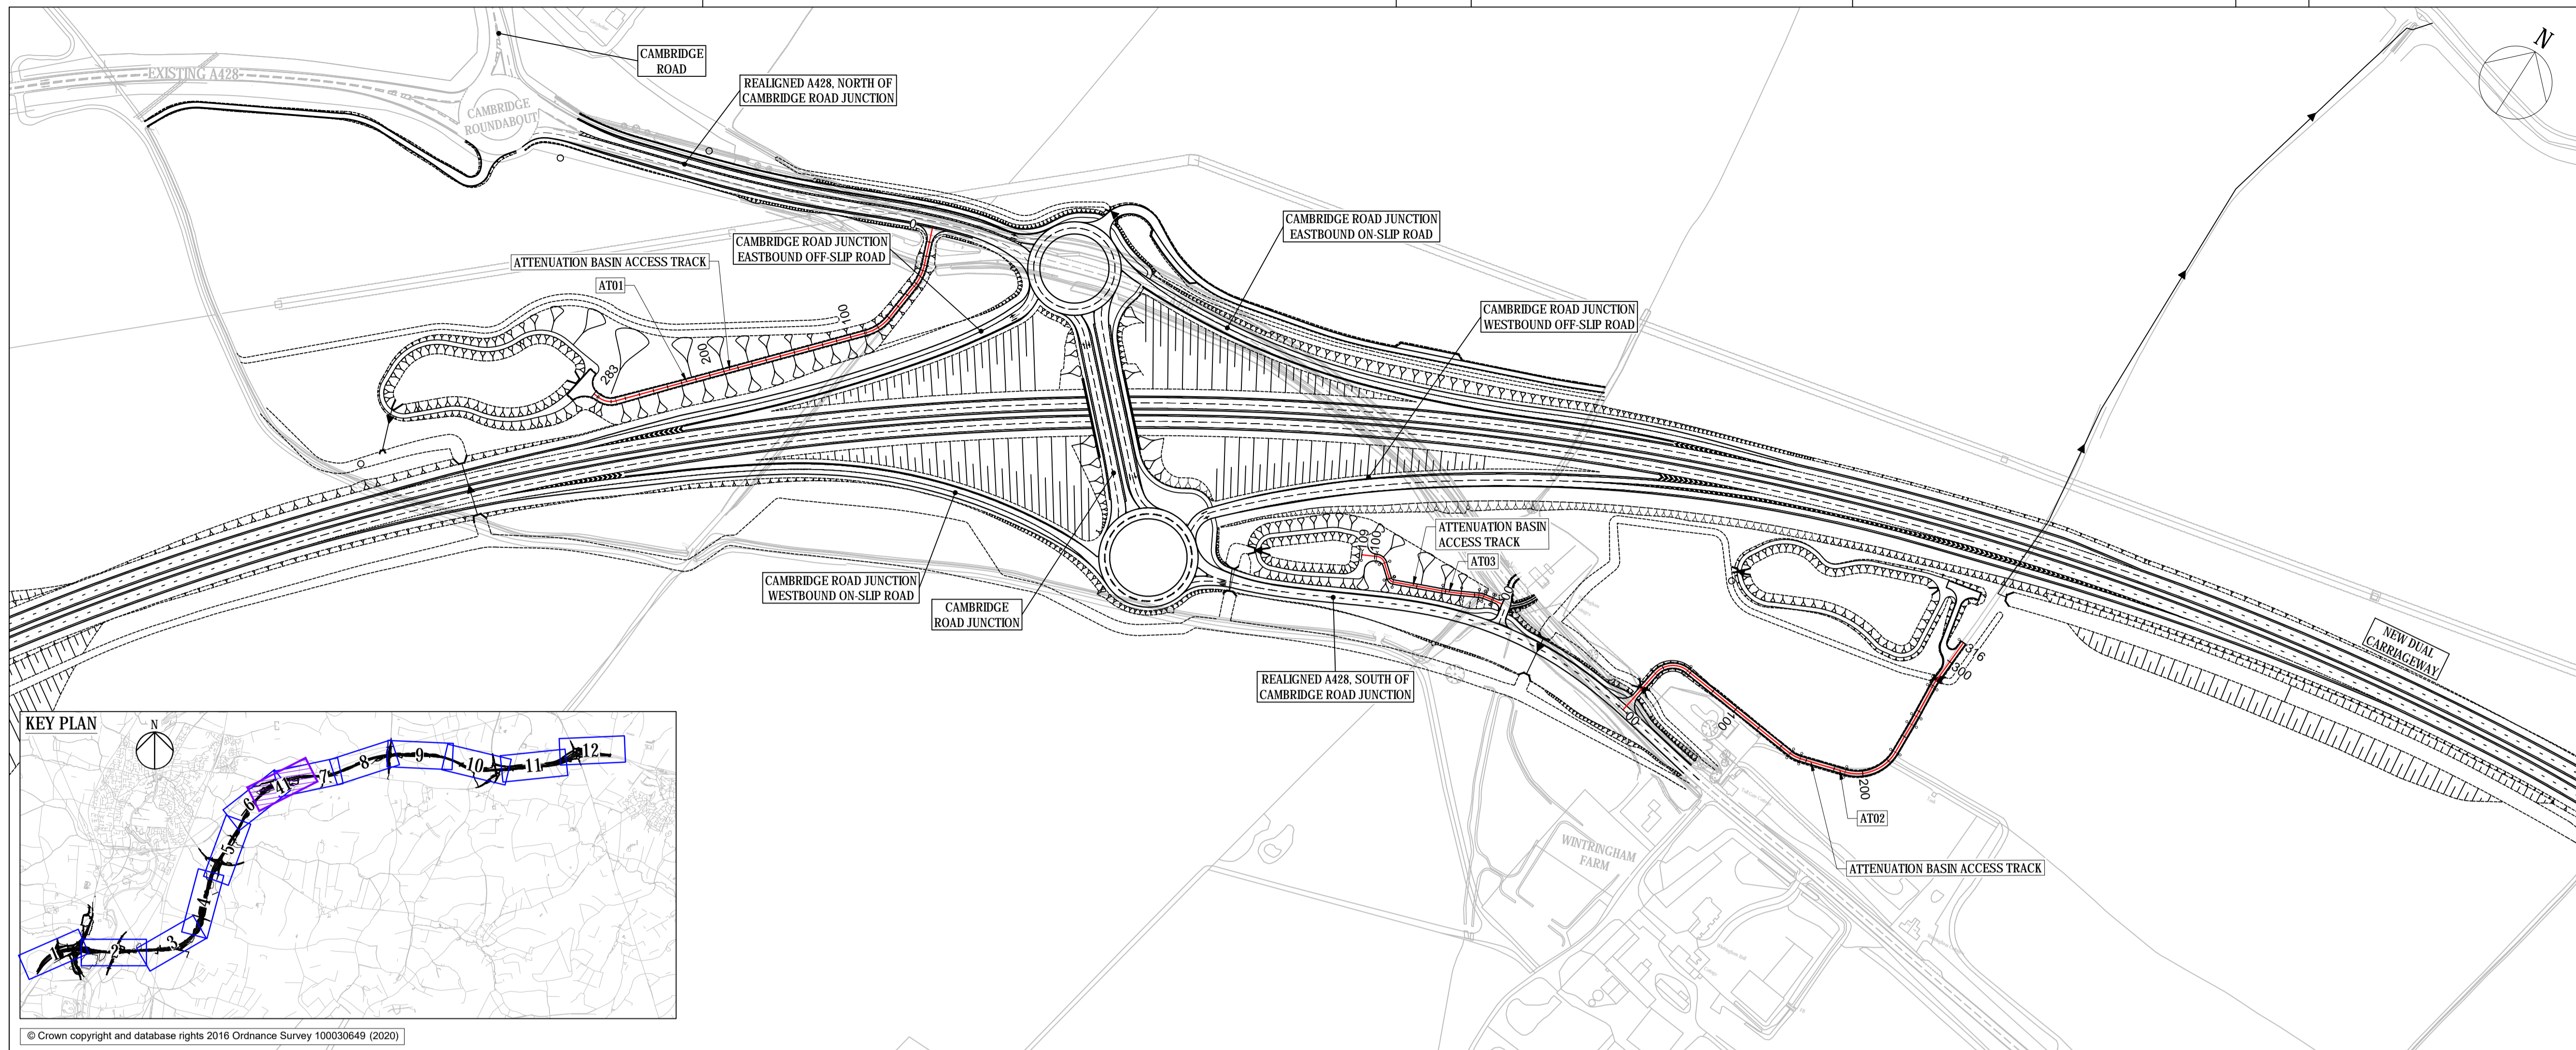 N
CAMBRIDGE
ROAD
EXISTING A428
REALIGNED A428, NORTH OF
CAMBRIDGE ROAD JUNCTION
CAMBRIDGE
ROUNDABOUT
CAMBRIDGE ROAD JUNCTION
EASTBOUND ON-SLIP ROAD
CAMBRIDGE ROAD JUNCTION
EASTBOUND OFF-SLIP ROAD
ATTENUATION BASIN ACCESS TRACK
AT01
0
100
200
283
CAMBRIDGE ROAD JUNCTION
WESTBOUND OFF-SLIP ROAD
ATTENUATION BASIN
ACCESS TRACK
AT03
109
100
0
CAMBRIDGE ROAD JUNCTION
WESTBOUND ON-SLIP ROAD
CAMBRIDGE
ROAD JUNCTION
REALIGNED A428, SOUTH OF
CAMBRIDGE ROAD JUNCTION
NEW DUAL
CARRIAGEWAY
316
300
100
200
AT02
ATTENUATION BASIN ACCESS TRACK
WINTRINGHAM
FARM
KEY PLAN
N
1
2
3
4
5
6
7
8
9
10
11
12
© Crown copyright and database rights 2016 Ordnance Survey 100030649 (2020)